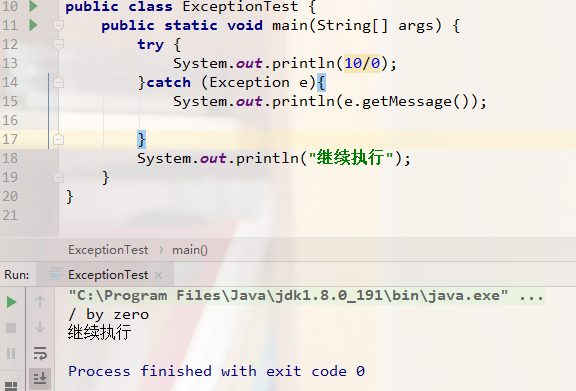 10 public class ExceptionTest {
11 public static void main(String[] args) {
12 try {
13 System.out.println(10/0);
14 }catch (Exception e){
15 System.out.println(e.getMessage());
16
17 }
18 System.out.println("继续执行");
19 }
20 }
21
ExceptionTest › main()
Run: ExceptionTest ×
"C:\Program Files\Java\jdk1.8.0_191\bin\java.exe" ...
/ by zero
继续执行
Process finished with exit code 0